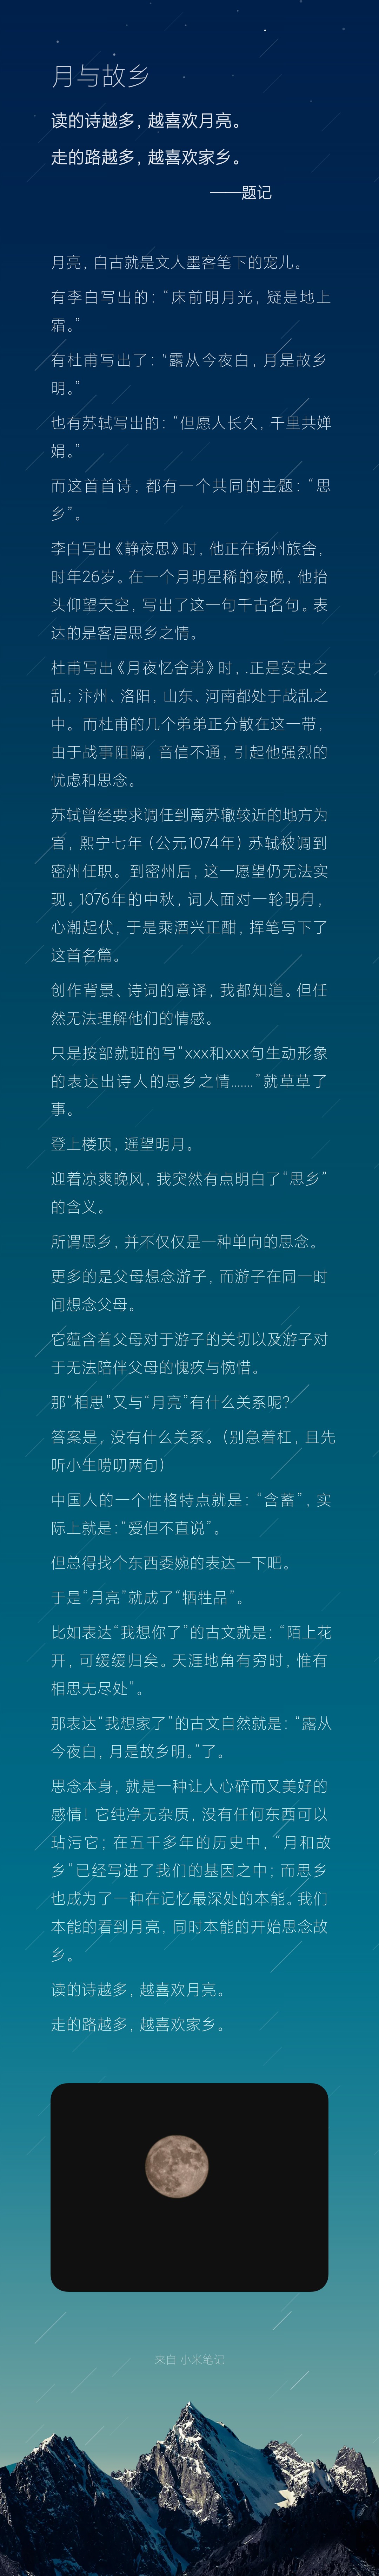 月与故乡
读的诗越多，越喜欢月亮。
走的路越多，越喜欢家乡。
——题记
月亮，自古就是文人墨客笔下的宠儿。
有李白写出的：“床前明月光，疑是地上
霜。”
有杜甫写出了：“露从今夜白，月是故乡
明。”
也有苏轼写出的：“但愿人长久，千里共婵
娟。”
而这首首诗，都有一个共同的主题：“思
乡”。
李白写出《静夜思》时，他正在扬州旅舍，
时年26岁。在一个月明星稀的夜晚，他抬
头仰望天空，写出了这一句千古名句。表
达的是客居思乡之情。
杜甫写出《月夜忆舍弟》时，.正是安史之
乱；汴州、洛阳，山东、河南都处于战乱之
中。而杜甫的几个弟弟正分散在这一带，
由于战事阻隔，音信不通，引起他强烈的
忧虑和思念。
苏轼曾经要求调任到离苏辙较近的地方为
官，熙宁七年（公元1074年）苏轼被调到
密州任职。到密州后，这一愿望仍无法实
现。1076年的中秋，词人面对一轮明月，
心潮起伏，于是乘酒兴正酣，挥笔写下了
这首名篇。
创作背景、诗词的意译，我都知道。但任
然无法理解他们的情感。
只是按部就班的写“xxx和xxx句生动形象
的表达出诗人的思乡之情.......”就草草了
事。
登上楼顶，遥望明月。
迎着凉爽晚风，我突然有点明白了“思乡”
的含义。
所谓思乡，并不仅仅是一种单向的思念。
更多的是父母想念游子，而游子在同一时
间想念父母。
它蕴含着父母对于游子的关切以及游子对
于无法陪伴父母的愧疚与惋惜。
那“相思”又与“月亮”有什么关系呢？
答案是，没有什么关系。（别急着杠，且先
听小生唠叨两句）
中国人的一个性格特点就是：“含蓄”，实
际上就是：“爱但不直说”。
但总得找个东西委婉的表达一下吧。
于是“月亮”就成了“牺牲品”。
比如表达“我想你了”的古文就是：“陌上花
开，可缓缓归矣。天涯地角有穷时，惟有
相思无尽处”。
那表达“我想家了”的古文自然就是：“露从
今夜白，月是故乡明。”了。
思念本身，就是一种让人心碎而又美好的
感情！它纯净无杂质，没有任何东西可以
玷污它；在五千多年的历史中，“月和故
乡”已经写进了我们的基因之中；而思乡
也成为了一种在记忆最深处的本能。我们
本能的看到月亮，同时本能的开始思念故
乡。
读的诗越多，越喜欢月亮。
走的路越多，越喜欢家乡。
来自 小米笔记